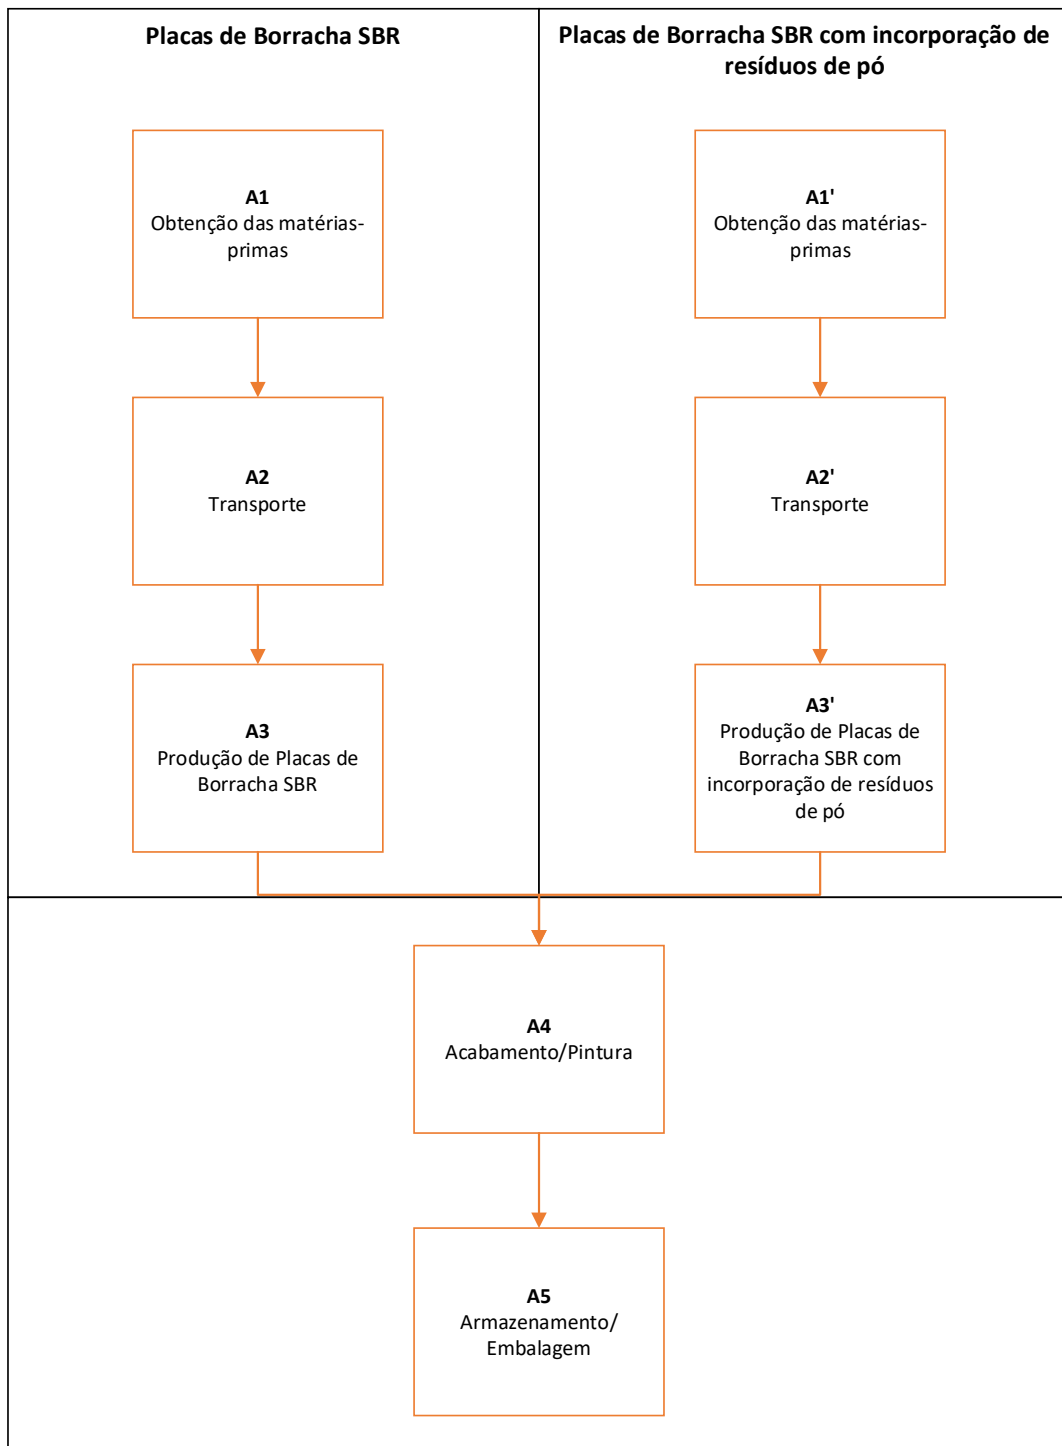 Placas de Borracha SBR
Placas de Borracha SBR com incorporação de
resíduos de pó
A1
Obtenção das matérias-
primas
A1'
Obtenção das matérias-
primas
A2
Transporte
A2'
Transporte
A3
Produção de Placas de
Borracha SBR
A3'
Produção de Placas de
Borracha SBR com
incorporação de resíduos
de pó
A4
Acabamento/Pintura
A5
Armazenamento/
Embalagem